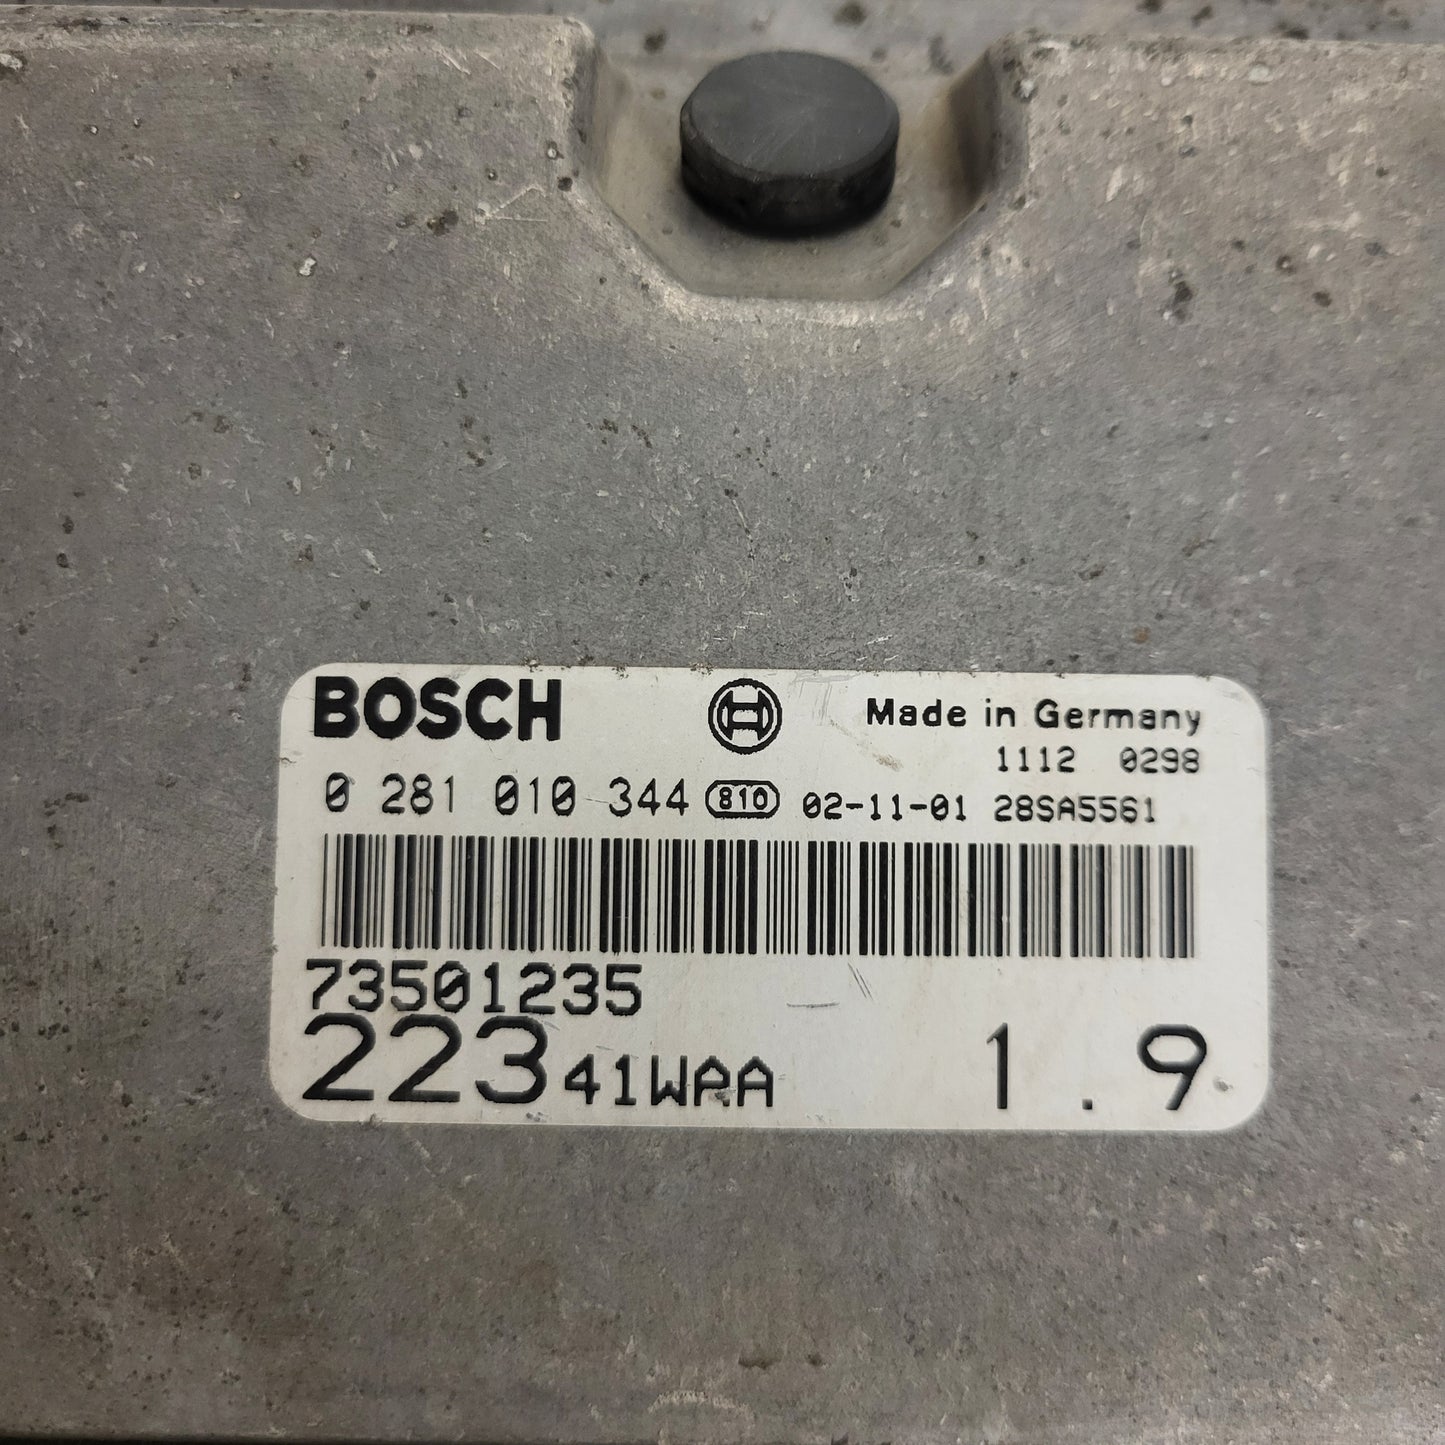 BOSCH Made in Germany
1112 0298
0 281 010 344 810 02-11-01 28SA5561
73501235
223 41WAA 1.9